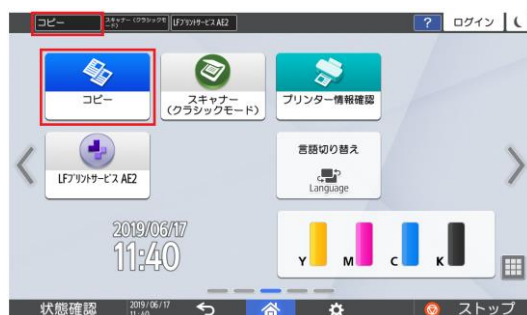 コピー
スキャナー (クラシックモード)
LFプリントサービス AE2
?
ログイン
コピー
スキャナー
(クラシックモード)
プリンター情報確認
LFプリントサービス AE2
言語切り替え
Language
2019/06/17
11:40
Y M C K
状態確認
2019/06/17
11:40
ストップ